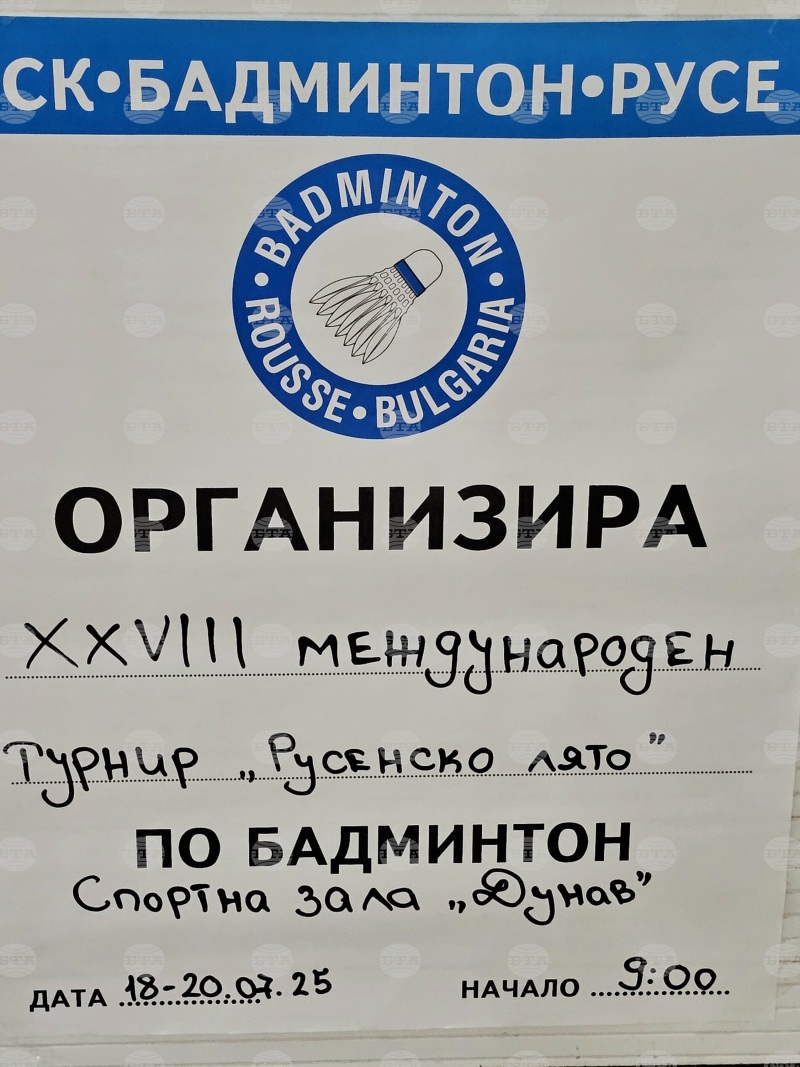 СК•БАДМИНТОН•РУСЕ
• BADMINTON •
ROUSSE • BULGARIA
ОРГАНИЗИРА
XXVIII МЕЖДУНАРОДЕН
ТУРНИР „Русенско лято”
ПО БАДМИНТОН
Спортна зала „Дунав”
ДАТА 18-20.07.25 НАЧАЛО 9:00